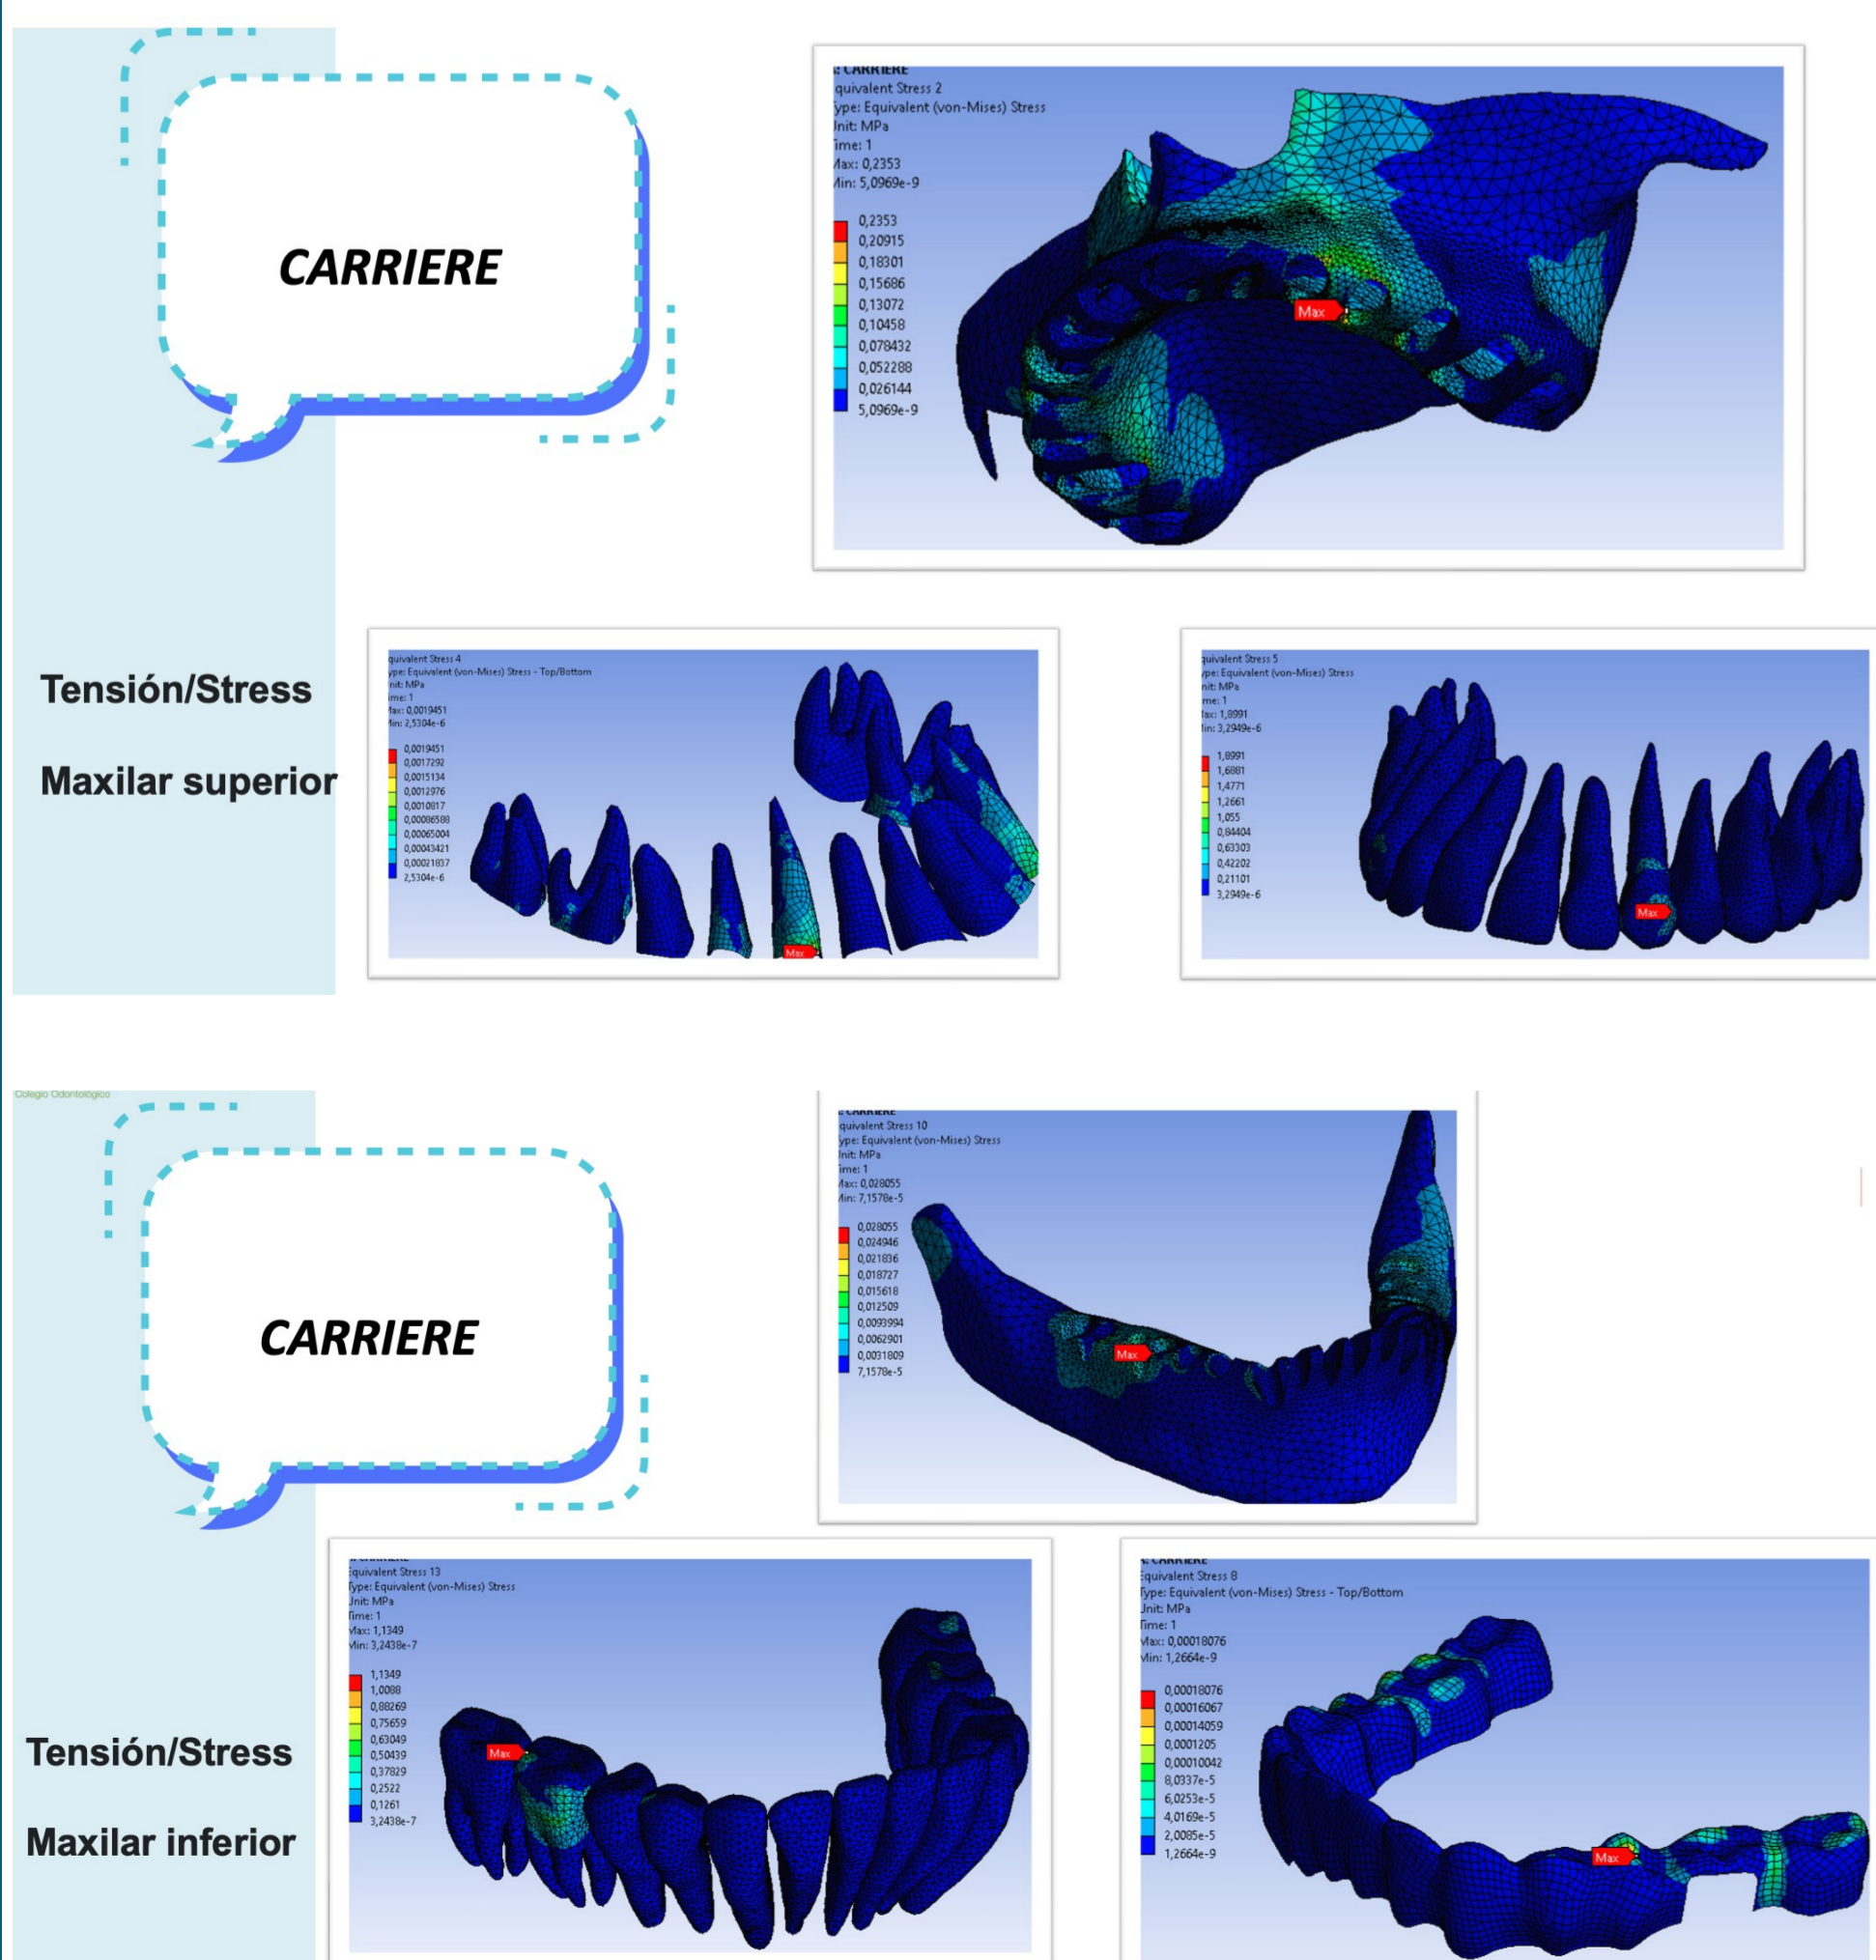 CARRIERE
: CARRIERE
quivalent Stress 2
ype: Equivalent (von-Mises) Stress
Jnit: MPa
ime: 1
Max: 0,2353
Min: 5,0969e-9
0,2353
0,20915
0,18301
0,15686
0,13072
0,10458
0,078432
0,052288
0,026144
5,0969e-9
Max
Tensión/Stress
Maxilar superior
quivalent Stress 4
ype: Equivalent (von-Mises) Stress - Top/Bottom
nit: MPa
ime: 1
Max: 0,0019451
Min: 2,5304e-6
0,0019451
0,0017292
0,0015134
0,0012976
0,0010817
0,00086588
0,00065004
0,00043421
0,00021837
2,5304e-6
Max
quivalent Stress 5
ype: Equivalent (von-Mises) Stress
nit: MPa
me: 1
ax: 1,8991
lin: 3,2949e-6
1,8991
1,6881
1,4771
1,2661
1,055
0,84404
0,63303
0,42202
0,21101
3,2949e-6
Max
Colegio Odontológico
CARRIERE
: CARRIERE
quivalent Stress 10
ype: Equivalent (von-Mises) Stress
Jnit: MPa
ime: 1
Max: 0,028055
Min: 7,1578e-5
0,028055
0,024946
0,021836
0,018727
0,015618
0,012509
0,0093994
0,0062901
0,0031809
7,1578e-5
Max
Tensión/Stress
Maxilar inferior
Equivalent Stress 13
Type: Equivalent (von-Mises) Stress
Unit: MPa
Time: 1
Max: 1,1349
Min: 3,2438e-7
1,1349
1,0088
0,88269
0,75659
0,63049
0,50439
0,37829
0,2522
0,1261
3,2438e-7
Max
: CARRIERE
Equivalent Stress 8
Type: Equivalent (von-Mises) Stress - Top/Bottom
Unit: MPa
Time: 1
Max: 0,00018076
Min: 1,2664e-9
0,00018076
0,00016067
0,00014059
0,0001205
0,00010042
8,0337e-5
6,0253e-5
4,0169e-5
2,0085e-5
1,2664e-9
Max